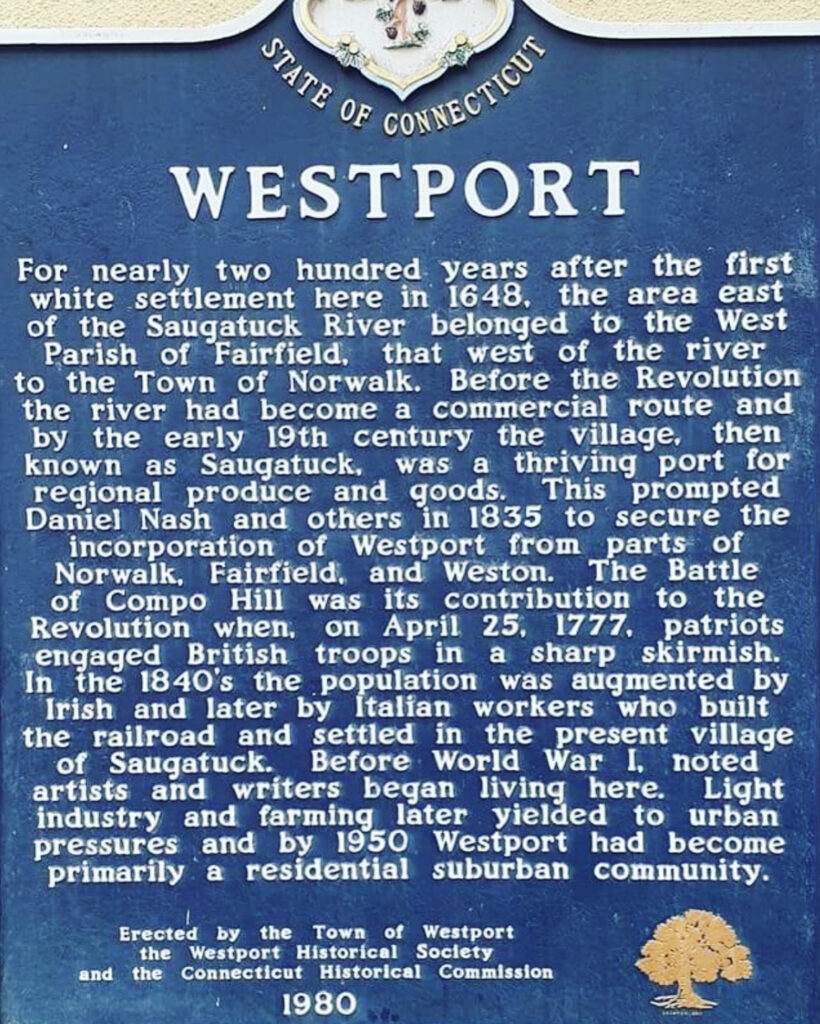 STATE OF CONNECTICUT
WESTPORT
For nearly two hundred years after the first
white settlement here in 1648, the area east
of the Saugatuck River belonged to the West
Parish of Fairfield, that west of the river
to the Town of Norwalk. Before the Revolution
the river had become a commercial route and
by the early 19th century the village, then
known as Saugatuck, was a thriving port for
regional produce and goods. This prompted
Daniel Nash and others in 1835 to secure the
incorporation of Westport from parts of
Norwalk, Fairfield, and Weston. The Battle
of Compo Hill was its contribution to the
Revolution when, on April 25, 1777, patriots
engaged British troops in a sharp skirmish.
In the 1840's the population was augmented by
Irish and later by Italian workers who built
the railroad and settled in the present village
of Saugatuck. Before World War I, noted
artists and writers began living here. Light
industry and farming later yielded to urban
pressures and by 1950 Westport had become
primarily a residential suburban community.
Erected by the Town of Westport
the Westport Historical Society
and the Connecticut Historical Commission
1980